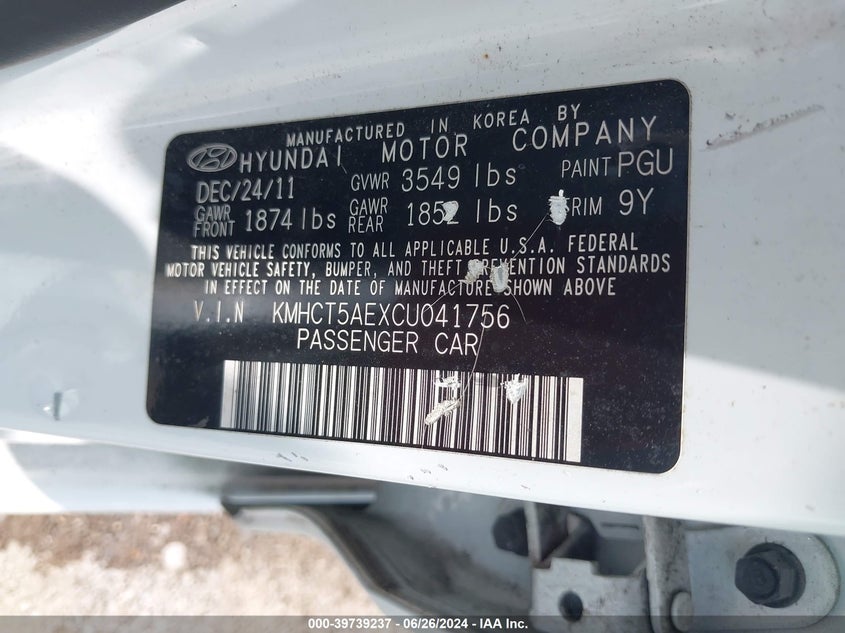 MANUFACTURED IN KOREA BY
HYUNDAI MOTOR COMPANY
DEC/24/11 GVWR 3549 lbs PAINT PGU
GAWR FRONT 1874 lbs GAWR REAR lbs TRIM 9Y
THIS VEHICLE CONFORMS TO ALL APPLICABLE U.S.A. FEDERAL
MOTOR VEHICLE SAFETY, BUMPER, AND THEFT PREVENTION STANDARDS
IN EFFECT ON THE DATE OF MANUFACTURE SHOWN ABOVE
V.I.N KMHCT5AEXCU041756
PASSENGER CAR
000-39739237 - 06/26/2024 - IAA Inc.